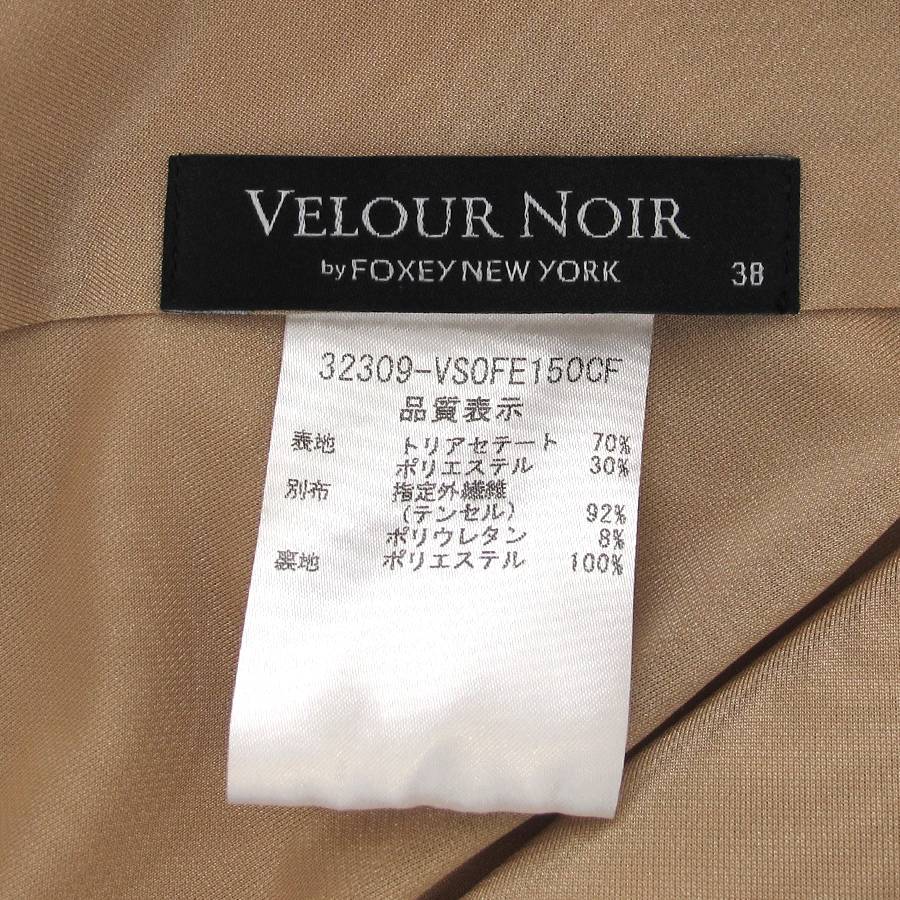 VELOUR NOIR
by FOXEY NEW YORK
38
32309-VS0FE150CF
品質表示
表地 トリアセテート 70%
ポリエステル 30%
別布 指定外繊維
(テンセル) 92%
ポリウレタン 8%
裏地 ポリエステル 100%